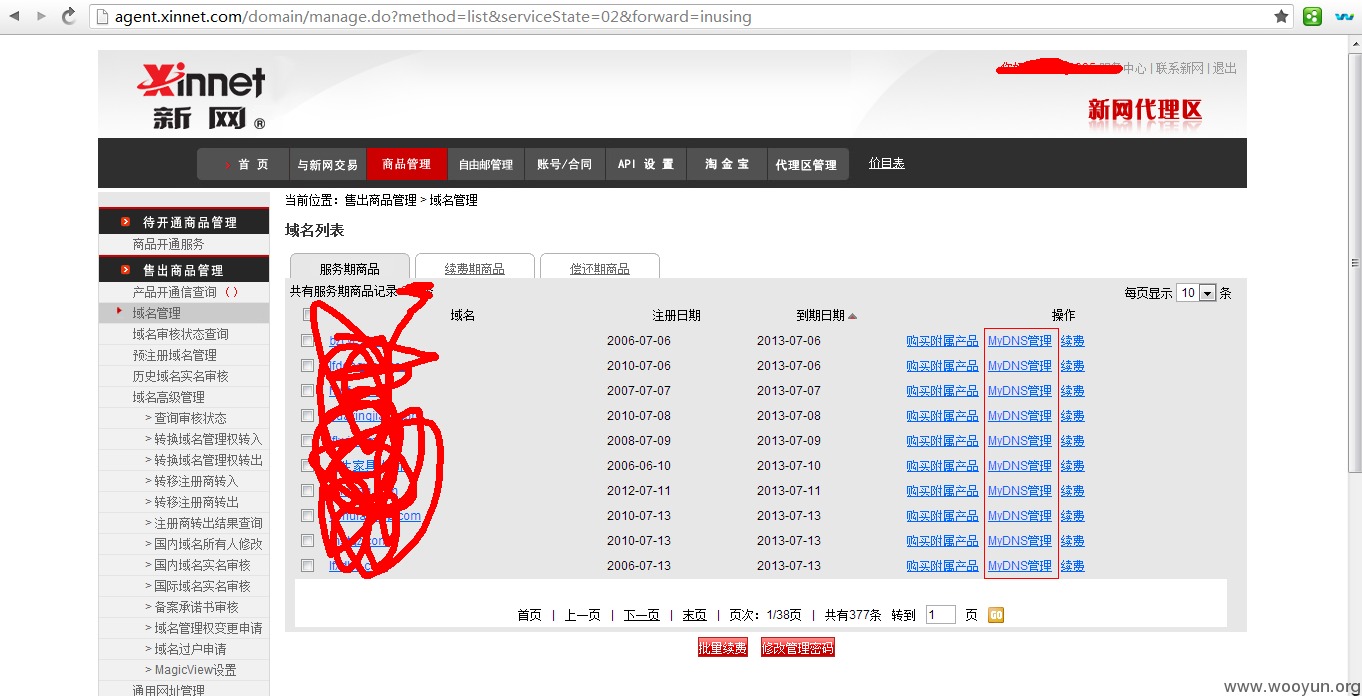 agent.xinnet.com/domain/manage.do?method=list&serviceState=02&forward=inusing
Xinnet
新网®
中心 | 联系新网 | 退出
新网代理区
首 页 与新网交易 商品管理 自由邮管理 账号/合同 API 设 置 淘 金 宝 代理区管理 价目表
当前位置：售出商品管理 > 域名管理
待开通商品管理
商品开通服务
售出商品管理
产品开通信查询 ( )
域名管理
域名审核状态查询
预注册域名管理
历史域名实名审核
域名高级管理
> 查询审核状态
> 转换域名管理权转入
> 转换域名管理权转出
> 转移注册商转入
> 转移注册商转出
> 注册商转出结果查询
> 国内域名所有人修改
> 国内域名实名审核
> 国际域名实名审核
> 备案承诺书审核
> 域名管理权变更申请
> 域名过户申请
> MagicView设置
通用网址管理
域名列表
服务期商品 续费期商品 偿还期商品
共有服务期商品记录
每页显示 10 条
域名 注册日期 到期日期 操作
2006-07-06 2013-07-06 购买附属产品 MyDNS管理 续费
2010-07-06 2013-07-06 购买附属产品 MyDNS管理 续费
2007-07-07 2013-07-07 购买附属产品 MyDNS管理 续费
2010-07-08 2013-07-08 购买附属产品 MyDNS管理 续费
2008-07-09 2013-07-09 购买附属产品 MyDNS管理 续费
2006-06-10 2013-07-10 购买附属产品 MyDNS管理 续费
2012-07-11 2013-07-11 购买附属产品 MyDNS管理 续费
2010-07-13 2013-07-13 购买附属产品 MyDNS管理 续费
2010-07-13 2013-07-13 购买附属产品 MyDNS管理 续费
2006-07-13 2013-07-13 购买附属产品 MyDNS管理 续费
首页 | 上一页 | 下一页 | 末页 | 页次：1/38页 | 共有377条 转到 1 页 GO
批量续费 修改管理密码
www.wooyun.org